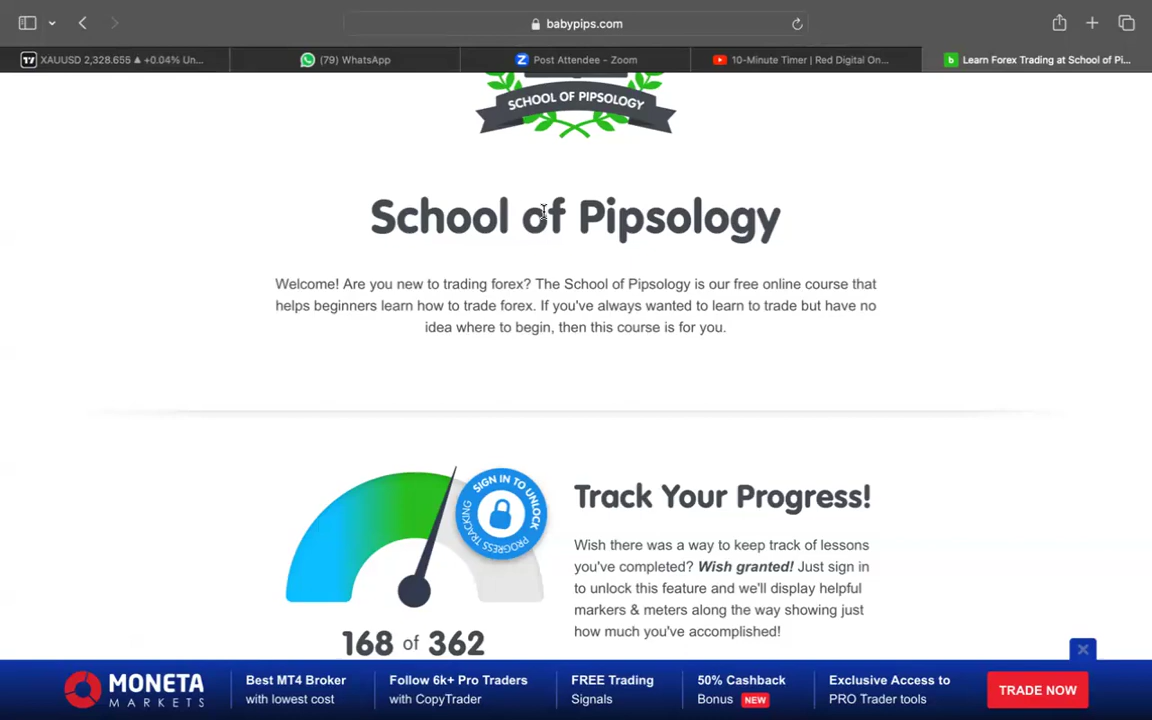 babypips.com
XAUUSD 2,328.655 ▲ +0.04% Un...
(79) WhatsApp
Post Attendee - Zoom
10-Minute Timer | Red Digital On...
Learn Forex Trading at School of Pi...
SCHOOL OF PIPSOLOGY
School of Pipsology
Welcome! Are you new to trading forex? The School of Pipsology is our free online course that
helps beginners learn how to trade forex. If you've always wanted to learn to trade but have no
idea where to begin, then this course is for you.
SIGN IN TO UNLOCK
PROGRESS TRACKING
168 of 362
Track Your Progress!
Wish there was a way to keep track of lessons
you've completed? Wish granted! Just sign in
to unlock this feature and we'll display helpful
markers & meters along the way showing just
how much you've accomplished!
MONETA
MARKETS
Best MT4 Broker
with lowest cost
Follow 6k+ Pro Traders
with CopyTrader
FREE Trading
Signals
50% Cashback
Bonus NEW
Exclusive Access to
PRO Trader tools
TRADE NOW